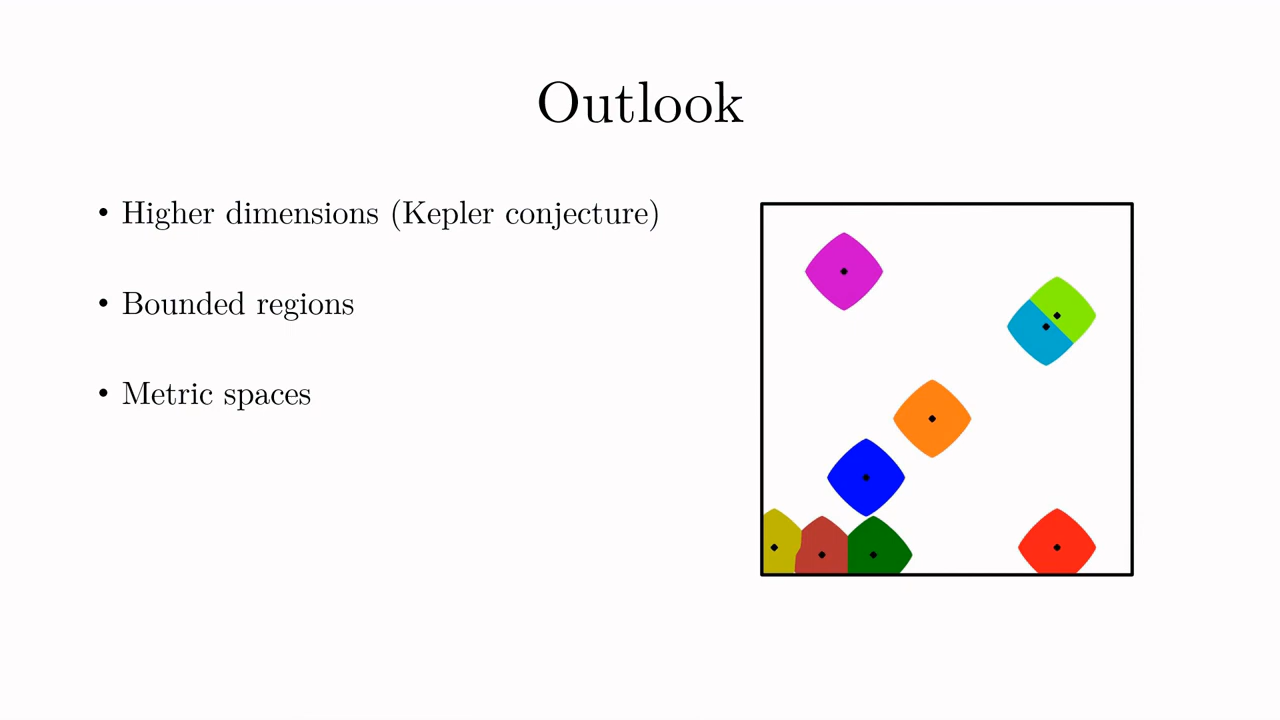 Outlook
• Higher dimensions (Kepler conjecture)
• Bounded regions
• Metric spaces